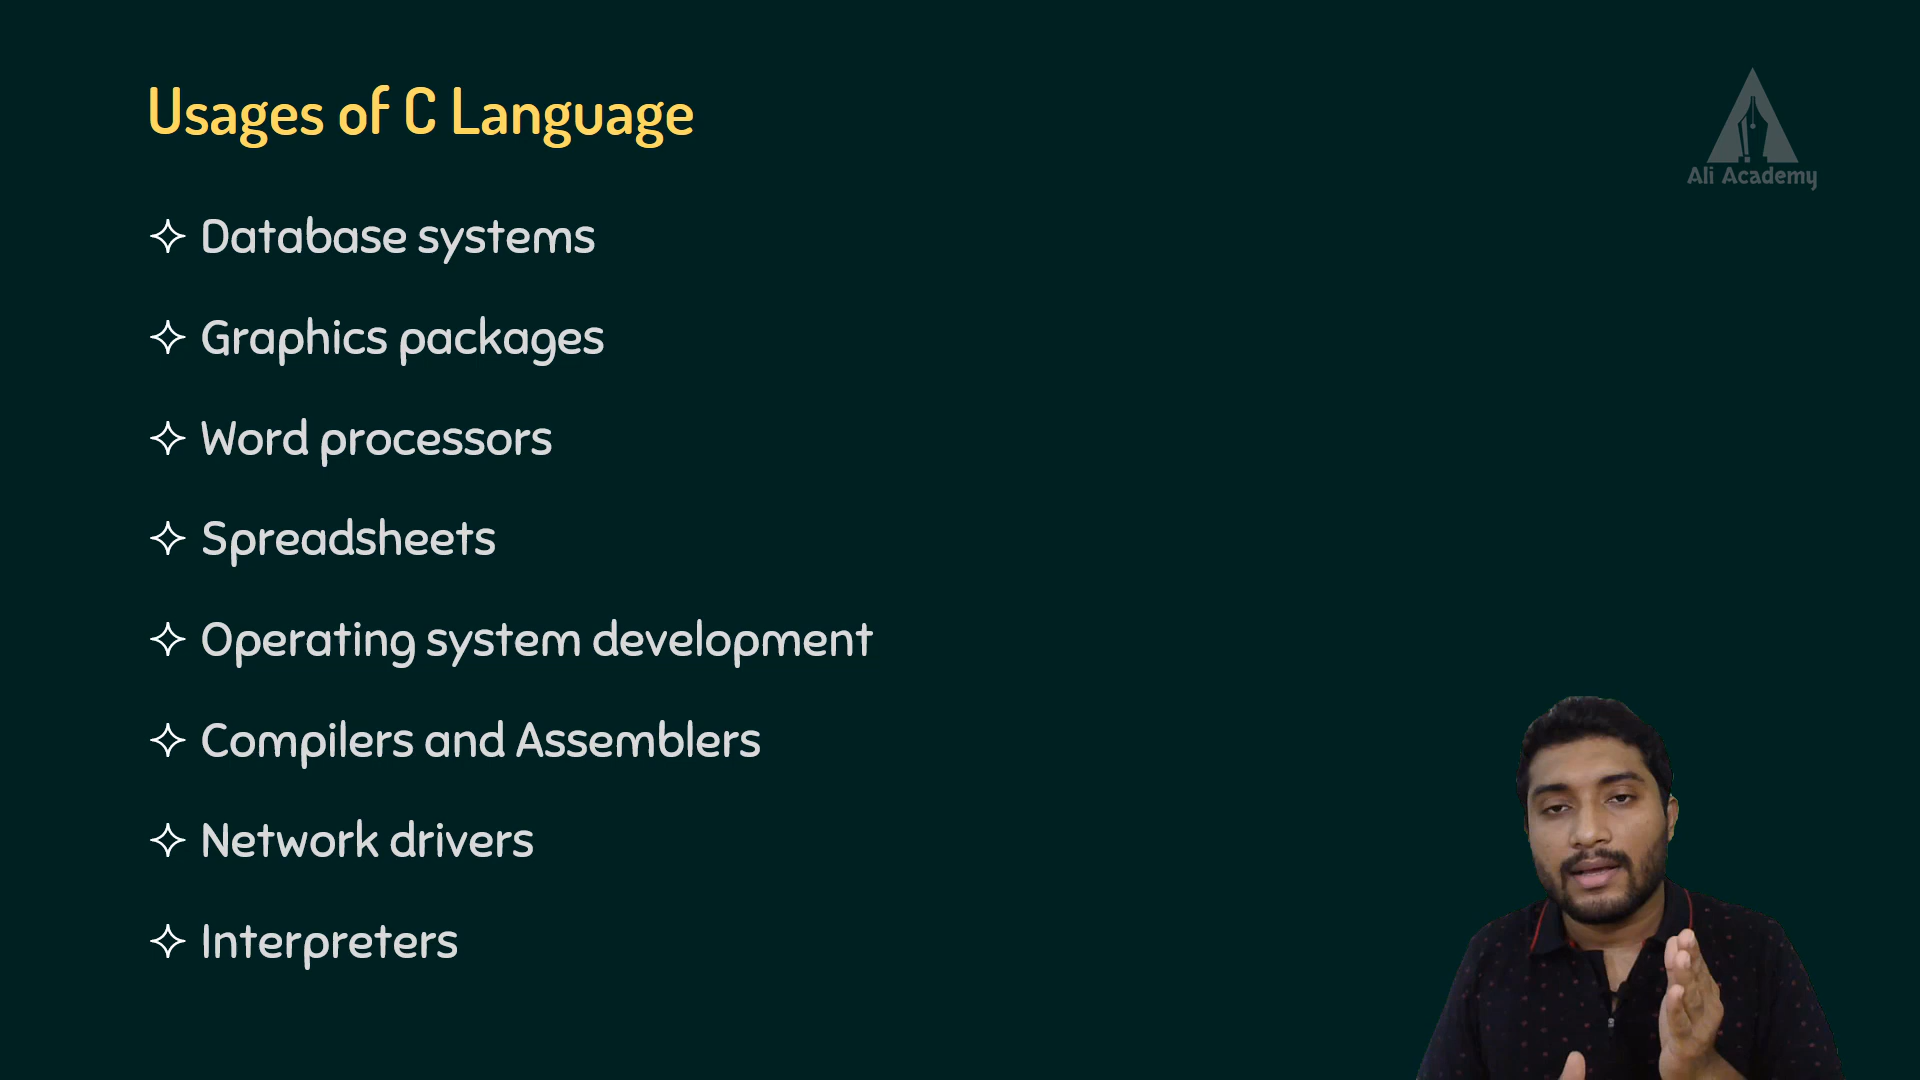 Usages of C Language
Ali Academy
Database systems
Graphics packages
Word processors
Spreadsheets
Operating system development
Compilers and Assemblers
Network drivers
Interpreters